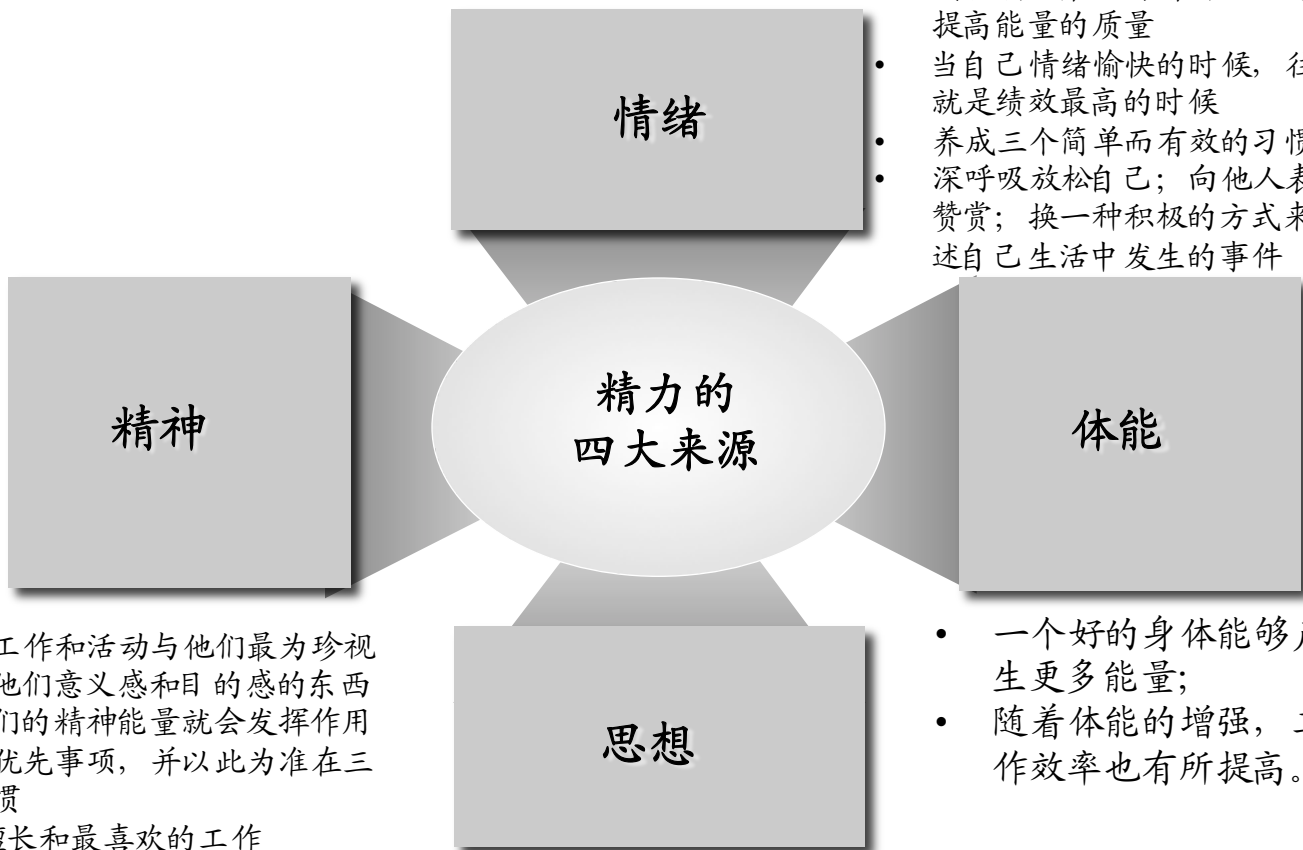 提高能量的质量
当自己情绪愉快的时候，往
就是绩效最高的时候
养成三个简单而有效的习惯
深呼吸放松自己；向他人表
赞赏；换一种积极的方式来
述自己生活中发生的事件
情绪
精力的
四大来源
精神
体能
思想
工作和活动与他们最为珍视
他们意义感和目的感的东西
们的精神能量就会发挥作用
优先事项，并以此为准在三
惯
擅长和最喜欢的工作
一个好的身体能够产
生更多能量;
随着体能的增强，工
作效率也有所提高。